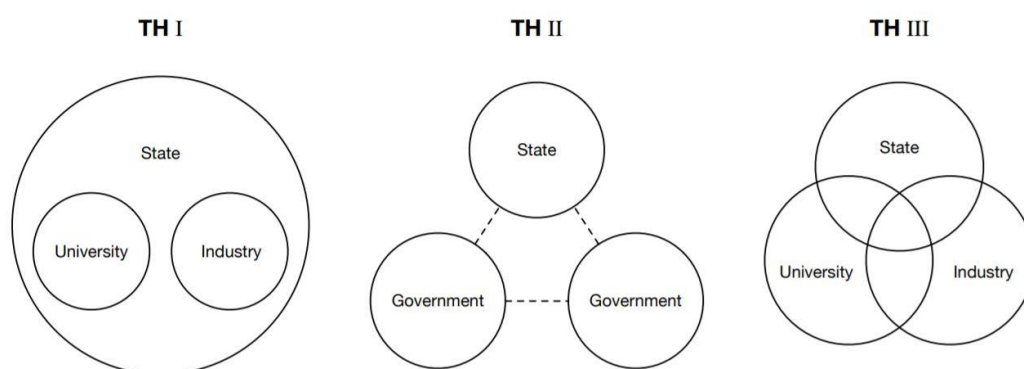 TH I
State
University
Industry
TH II
State
Government
Government
TH III
State
University
Industry